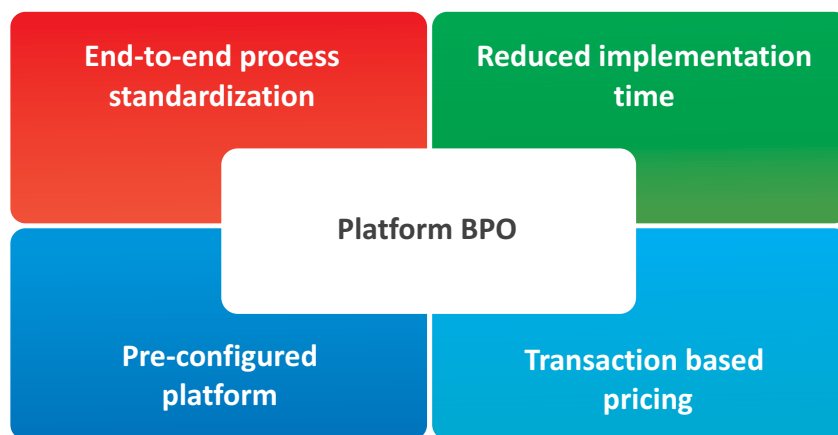 End-to-end process
standardization
Reduced implementation
time
Platform BPO
Pre-configured
platform
Transaction based
pricing